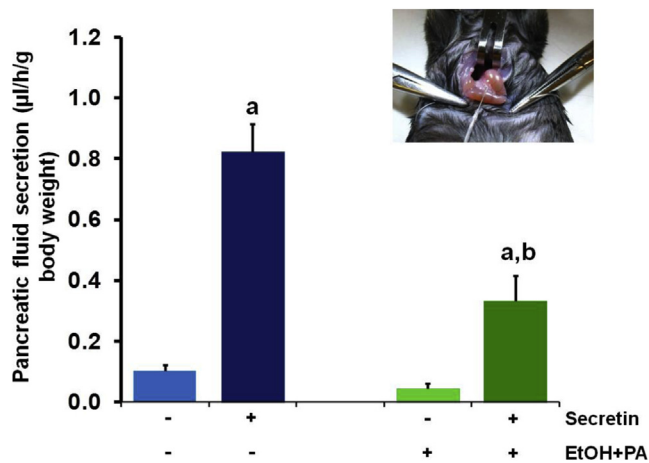 Pancreatic fluid secretion (µl/h/g
body weight)
1.2
1.0
0.8
0.6
0.4
0.2
0.0
a
a,b
- + - + Secretin
- - + + EtOH+PA